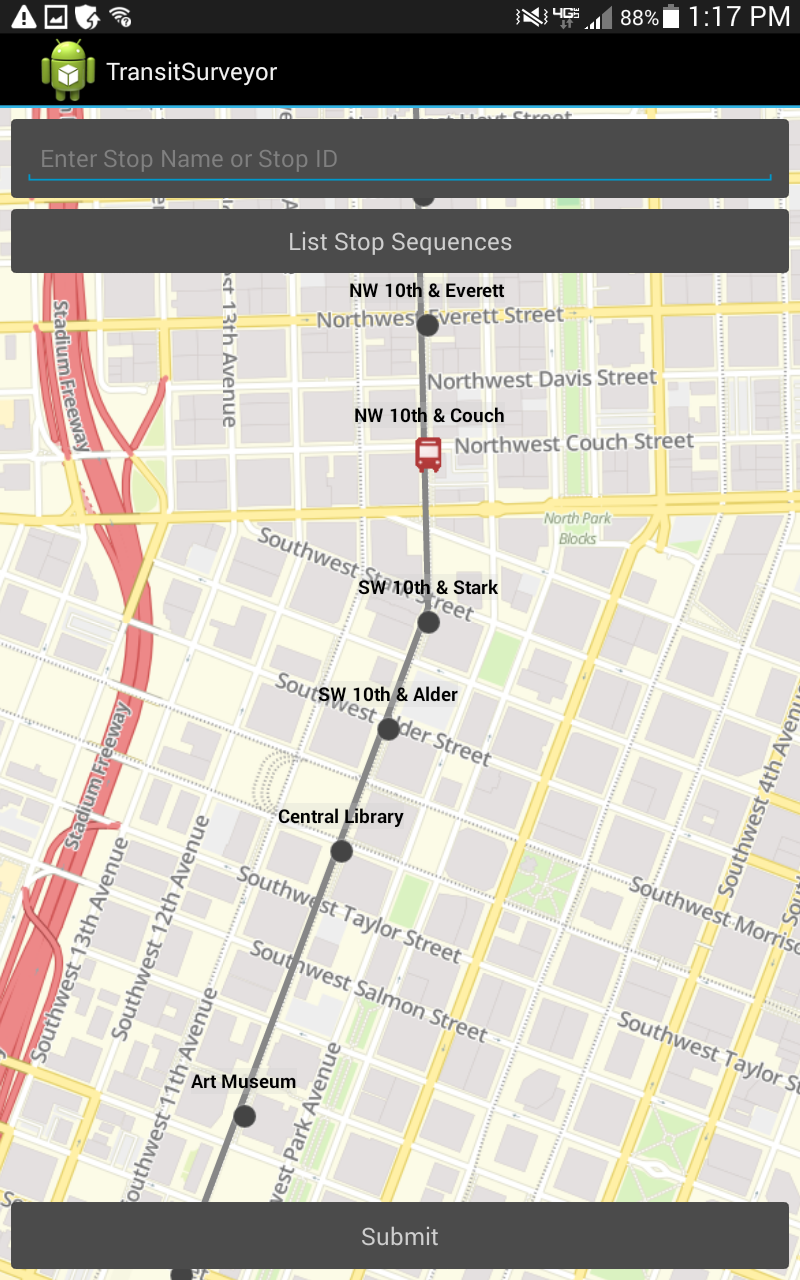 4G LTE 88% 1:17 PM
TransitSurveyor
Enter Stop Name or Stop ID
List Stop Sequences
NW 10th & Everett
Northwest Everett Street
Stadium Freeway
13th Avenue
Northwest Davis Street
NW 10th & Couch
Northwest Couch Street
North Park
Blocks
Southwest Stark Street
SW 10th & Stark
Southwest Alder Street
SW 10th & Alder
Stadium Freeway
Southwest 4th Avenue
Central Library
Southwest 13th Avenue
Southwest 12th Avenue
Southwest Taylor Street
Southwest Morriso
Southwest Salmon Street
Southwest Taylor St
Southwest 11th Avenue
Art Museum
west Park Avenue
Submit